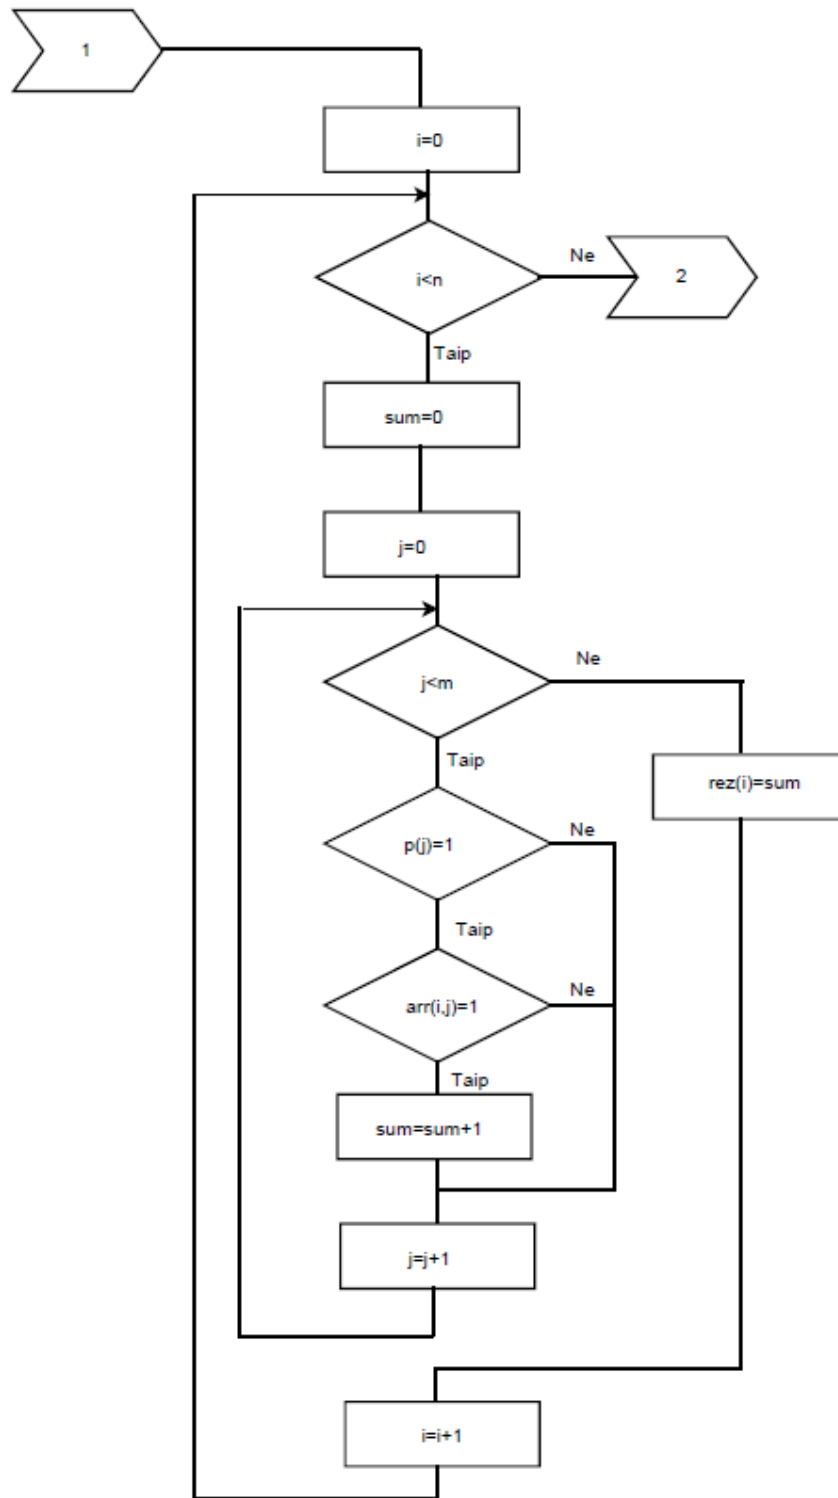 1
i=0
i<n
Ne
2
Taip
sum=0
j=0
j<m
Ne
Taip
rez(i)=sum
p(j)=1
Ne
Taip
arr(i,j)=1
Ne
Taip
sum=sum+1
j=j+1
i=i+1